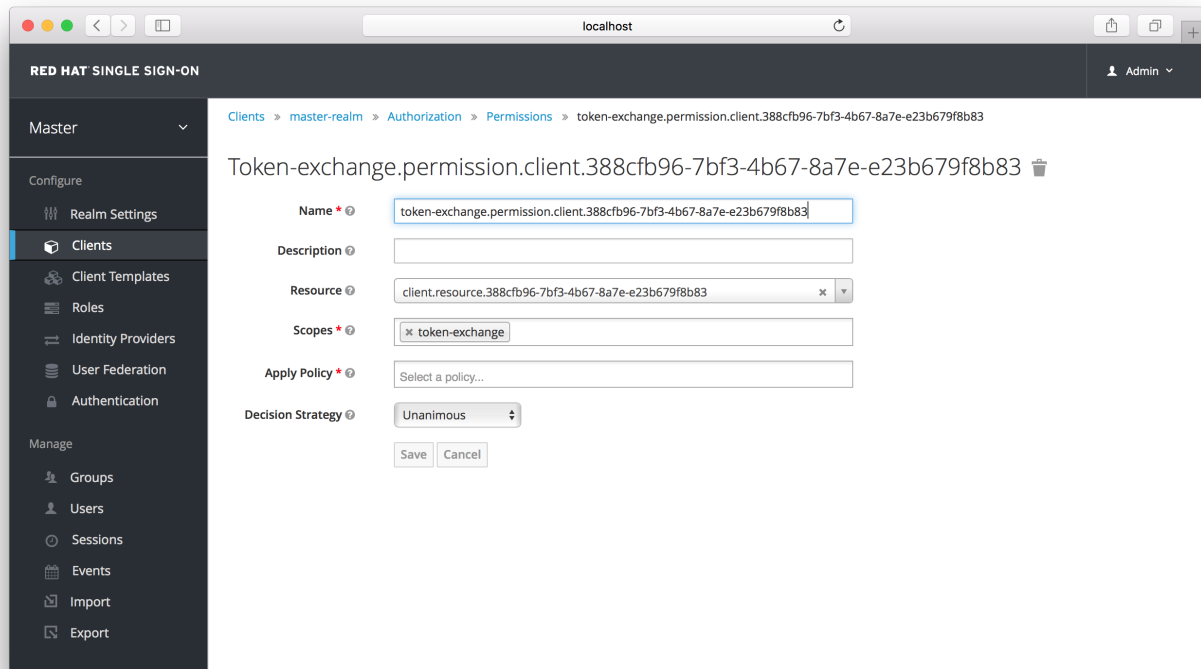 localhost
RED HAT SINGLE SIGN-ON
Admin
Master
Clients » master-realm » Authorization » Permissions » token-exchange.permission.client.388cfb96-7bf3-4b67-8a7e-e23b679f8b83
Token-exchange.permission.client.388cfb96-7bf3-4b67-8a7e-e23b679f8b83
Configure
Realm Settings
Clients
Client Templates
Roles
Identity Providers
User Federation
Authentication
Manage
Groups
Users
Sessions
Events
Import
Export
Name * token-exchange.permission.client.388cfb96-7bf3-4b67-8a7e-e23b679f8b83
Description
Resource client.resource.388cfb96-7bf3-4b67-8a7e-e23b679f8b83
Scopes * token-exchange
Apply Policy * Select a policy...
Decision Strategy Unanimous
Save Cancel